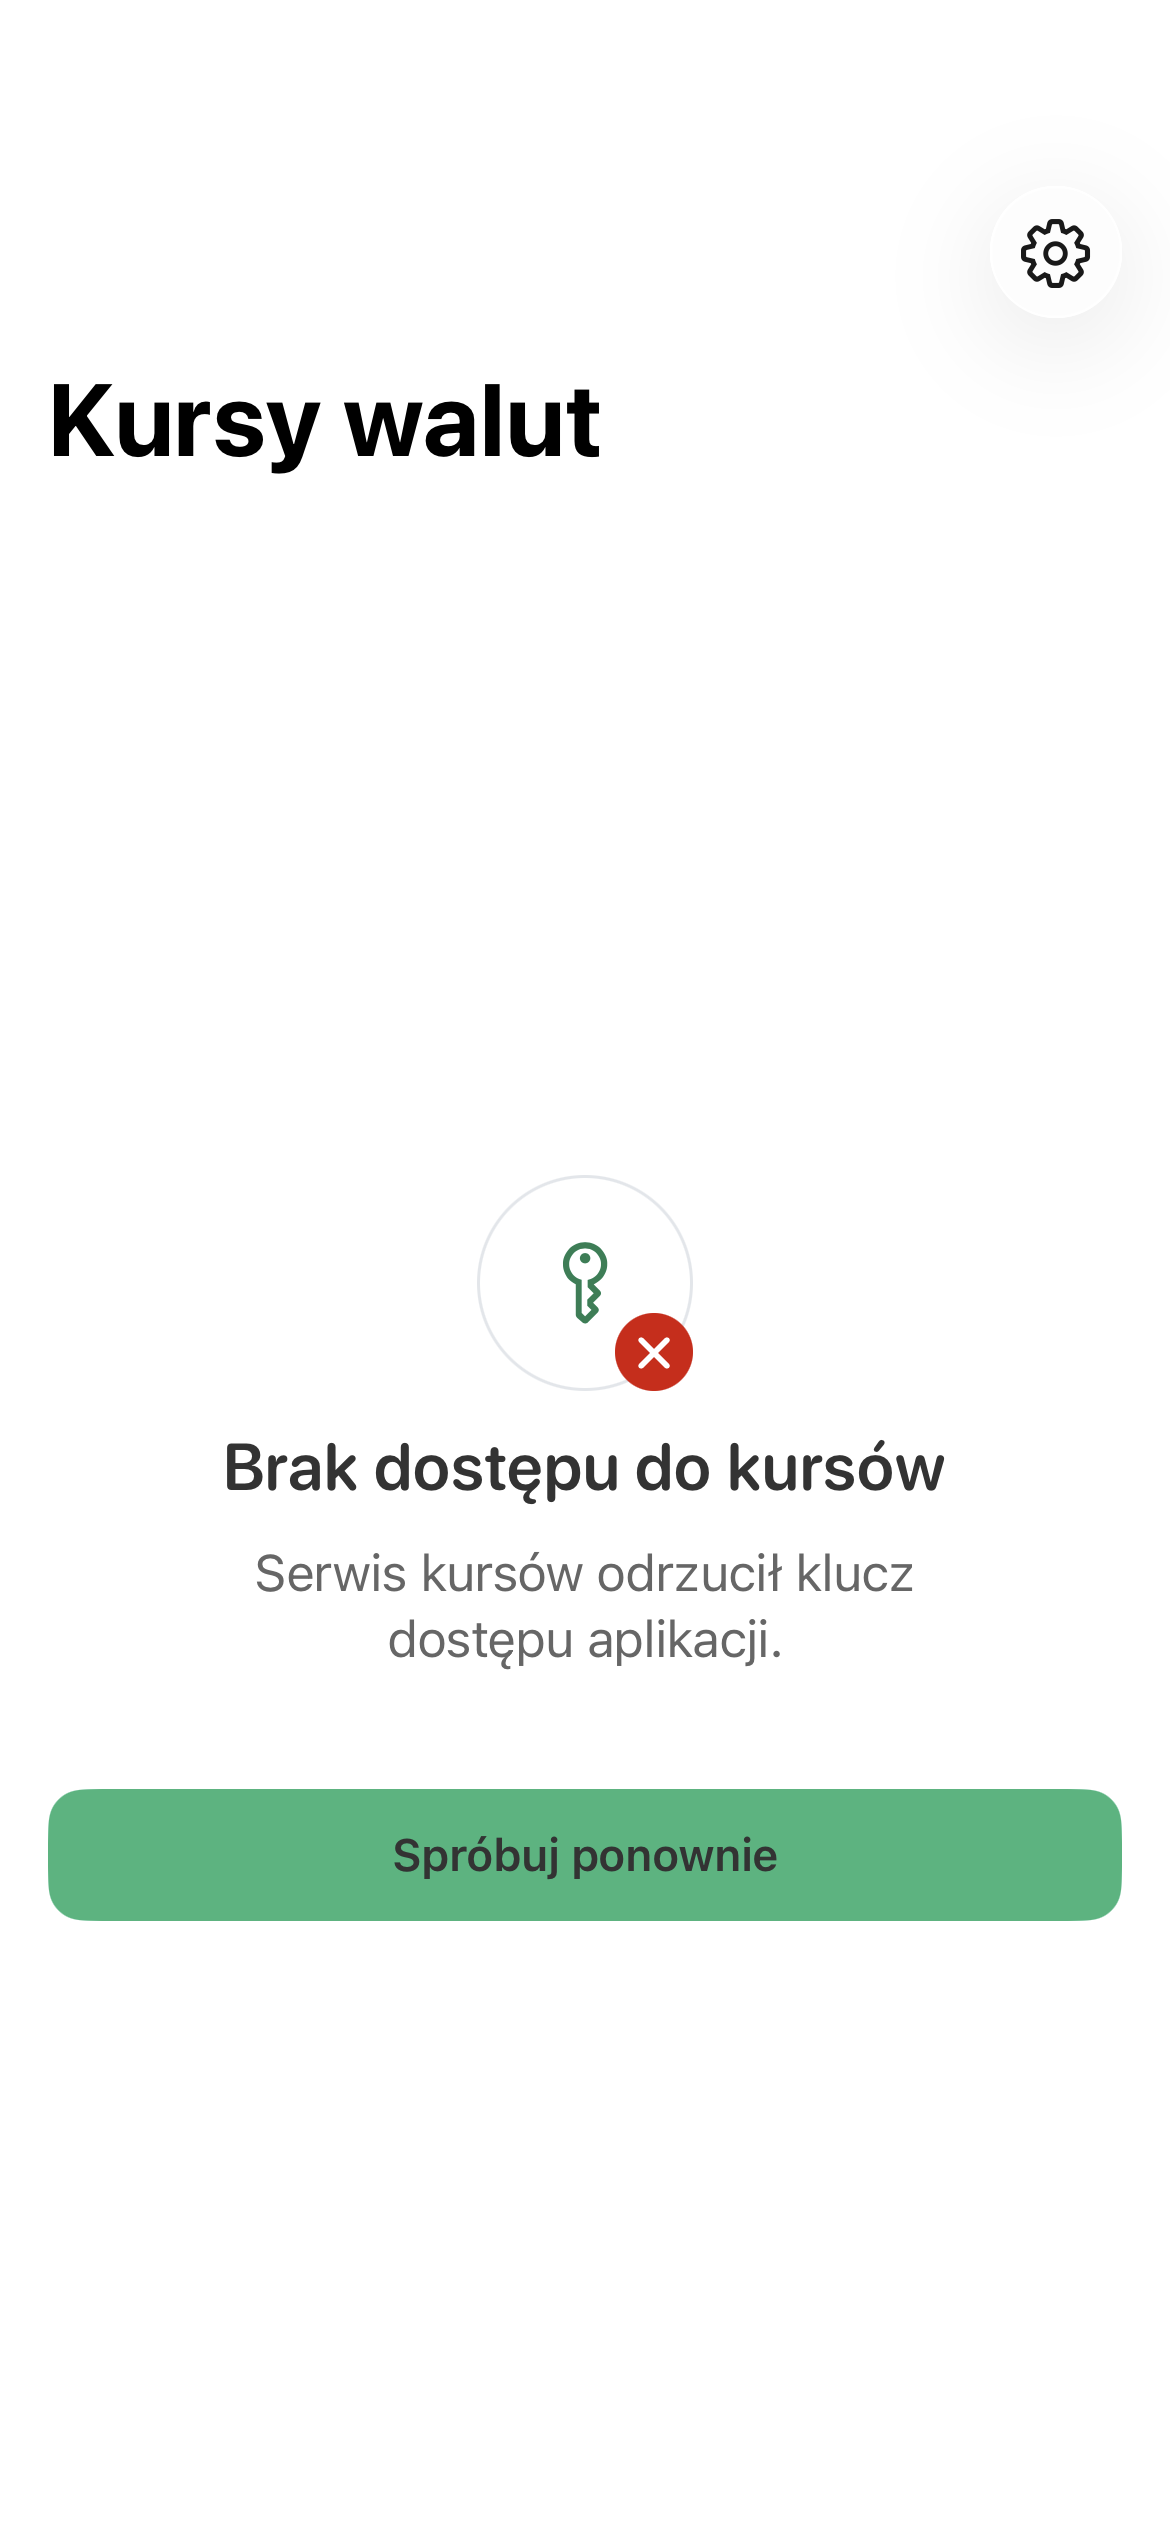 Kursy walut
Brak dostępu do kursów
Serwis kursów odrzucił klucz
dostępu aplikacji.
Spróbuj ponownie